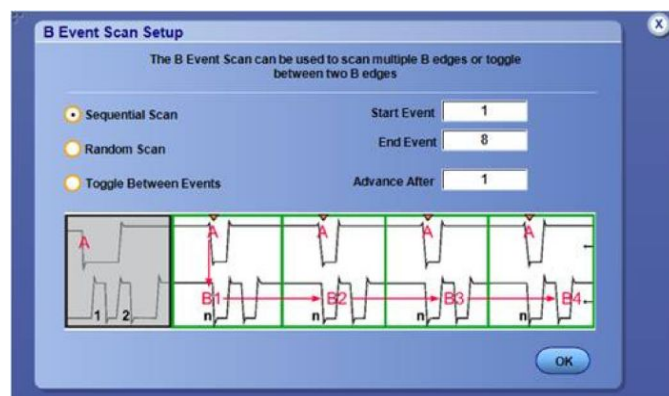 B Event Scan Setup
X
The B Event Scan can be used to scan multiple B edges or toggle
between two B edges
Sequential Scan
Start Event 1
End Event 8
Random Scan
Toggle Between Events
Advance After 1
A A A A A
B1 B2 B3 B4
1 2 n n n n
OK